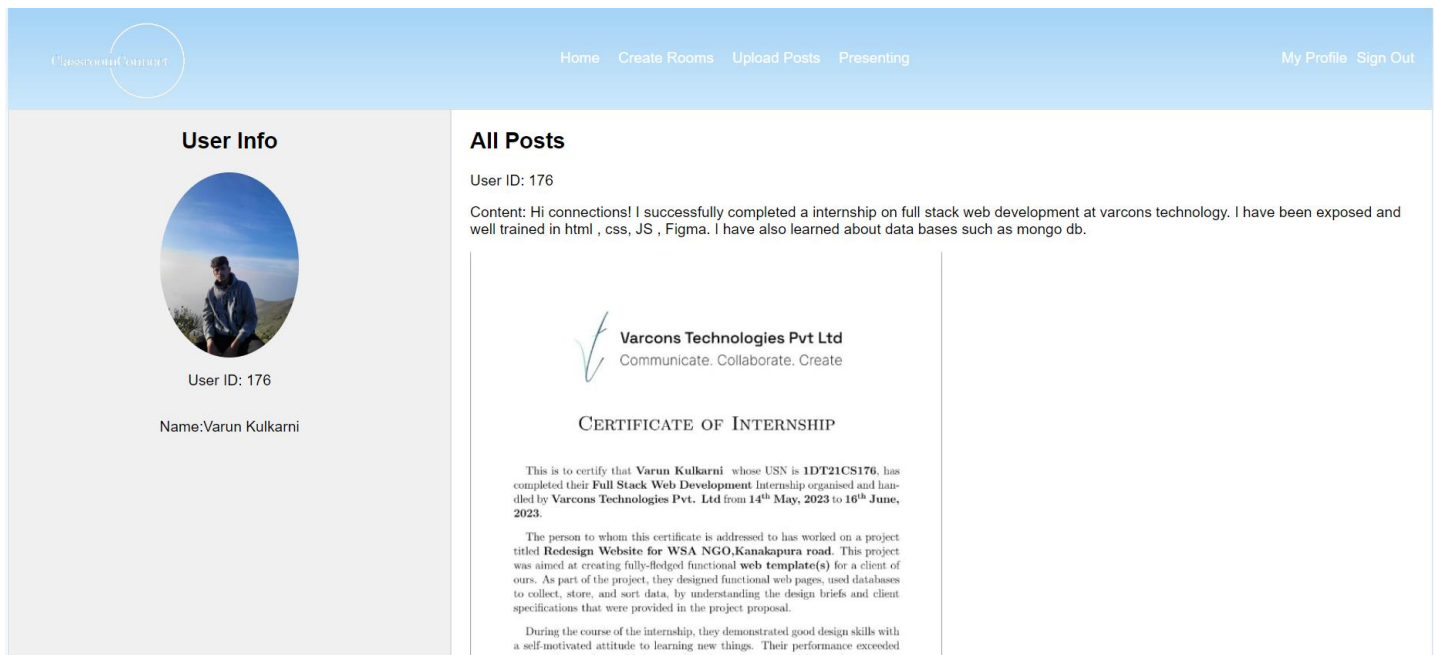 ClassroomConnect
Home Create Rooms Upload Posts Presenting
My Profile Sign Out
User Info
User ID: 176
Name:Varun Kulkarni
All Posts
User ID: 176
Content: Hi connections! I successfully completed a internship on full stack web development at varcons technology. I have been exposed and
well trained in html , css, JS , Figma. I have also learned about data bases such as mongo db.
Varcons Technologies Pvt Ltd
Communicate. Collaborate. Create
CERTIFICATE OF INTERNSHIP
This is to certify that Varun Kulkarni whose USN is 1DT21CS176, has
completed their Full Stack Web Development Internship organised and han-
dled by Varcons Technologies Pvt. Ltd from 14th May, 2023 to 16th June,
2023.
The person to whom this certificate is addressed to has worked on a project
titled Redesign Website for WSA NGO,Kanakapura road. This project
was aimed at creating fully-fledged functional web template(s) for a client of
ours. As part of the project, they designed functional web pages, used databases
to collect, store, and sort data, by understanding the design briefs and client
specifications that were provided in the project proposal.
During the course of the internship, they demonstrated good design skills with
a self-motivated attitude to learning new things. Their performance exceeded